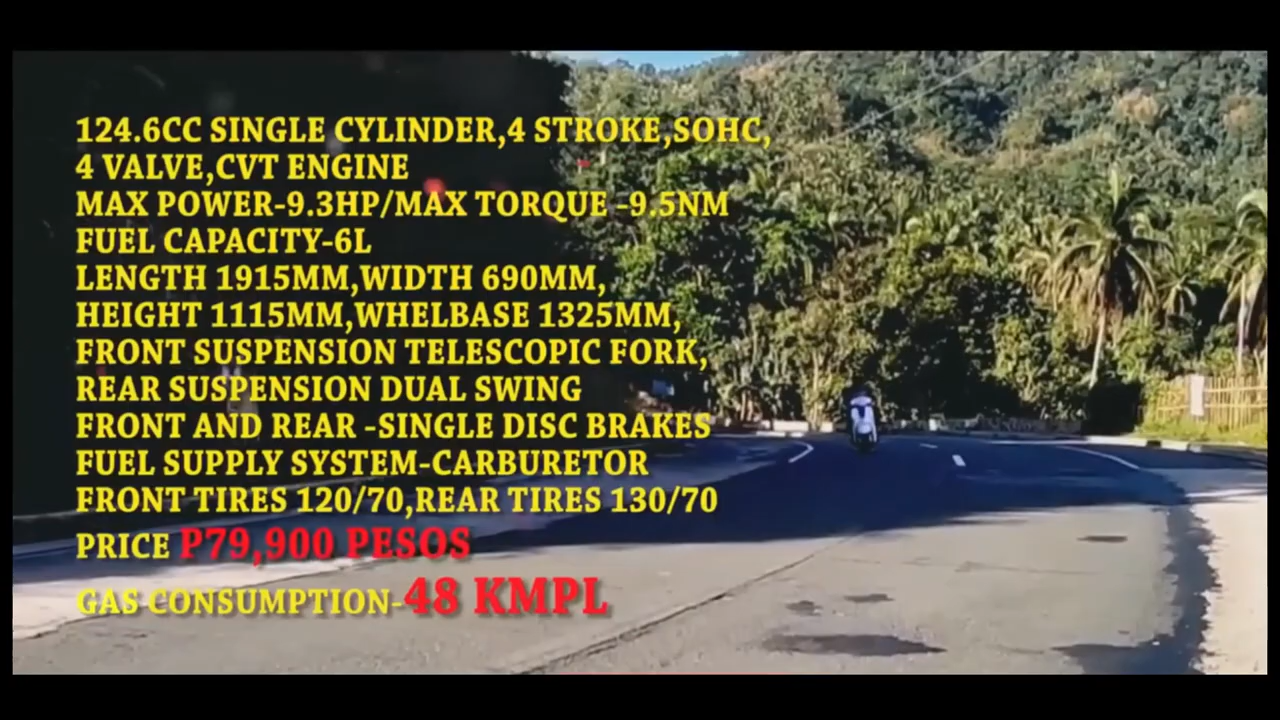 124.6CC SINGLE CYLINDER,4 STROKE,SOHC,
4 VALVE,CVT ENGINE
MAX POWER-9.3HP/MAX TORQUE -9.5NM
FUEL CAPACITY-6L
LENGTH 1915MM,WIDTH 690MM,
HEIGHT 1115MM,WHELBASE 1325MM,
FRONT SUSPENSION TELESCOPIC FORK,
REAR SUSPENSION DUAL SWING
FRONT AND REAR -SINGLE DISC BRAKES
FUEL SUPPLY SYSTEM-CARBURETOR
FRONT TIRES 120/70,REAR TIRES 130/70
PRICE P79,900 PESOS
GAS CONSUMPTION-48 KMPL